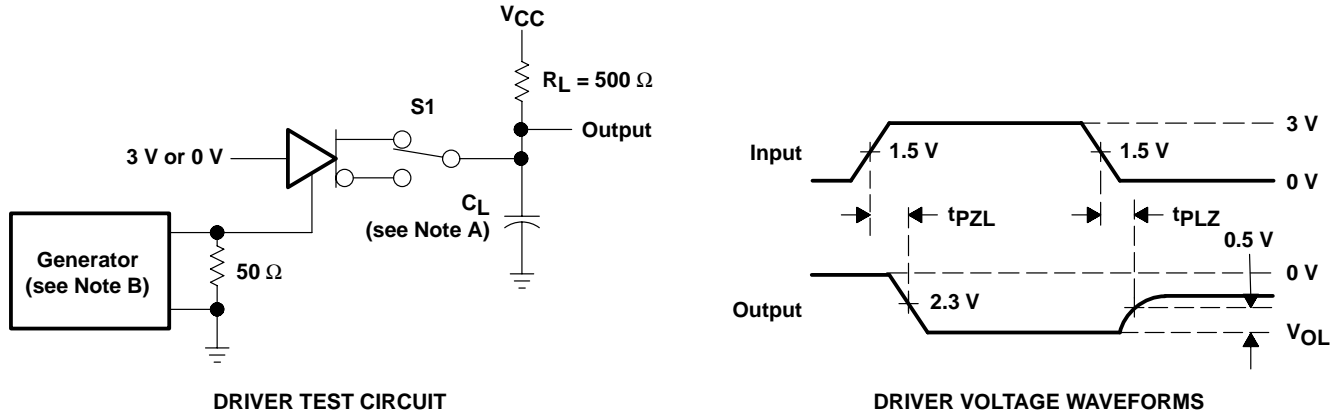 VCC
RL = 500 Ω
S1
Output
3 V or 0 V
CL
(see Note A)
Generator
(see Note B)
50 Ω
DRIVER TEST CIRCUIT
Input
3 V
1.5 V
1.5 V
0 V
tPZL
tPLZ
0.5 V
0 V
Output
2.3 V
VOL
DRIVER VOLTAGE WAVEFORMS